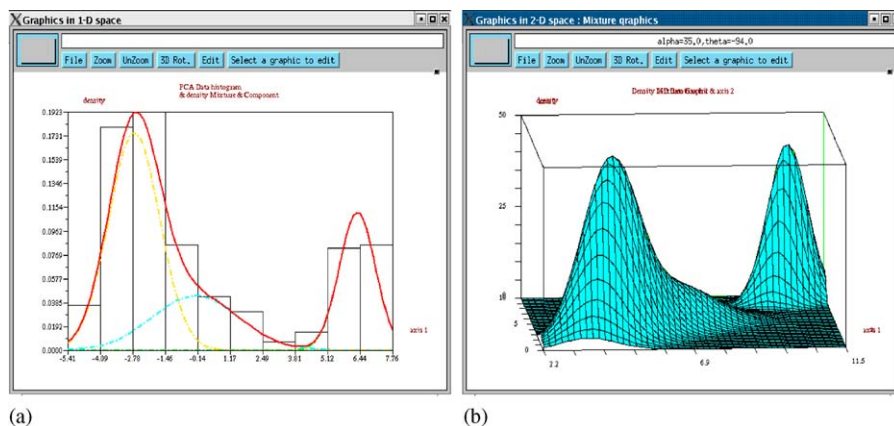 Graphics in 1-D space
File Zoom UnZoom 3D Rot. Edit Select a graphic to edit
PCA Data histogram
& density Mixture & Component
density
0.1923
0.1731
0.1539
0.1346
0.1154
0.0962
0.0769
0.0577
0.0385
0.0192
0.0000
axis 1
-5.41 -4.09 -2.78 -1.46 -0.14 1.17 2.49 3.81 5.12 6.44 7.76
(a)
Graphics in 2-D space : Mixture graphics
alpha=35.0,theta=-94.0
File Zoom UnZoom 3D Rot. Edit Select a graphic to edit
Density & axis 2
density
50
25
10
5
0
axis 1
2.2 6.9 11.5
(b)